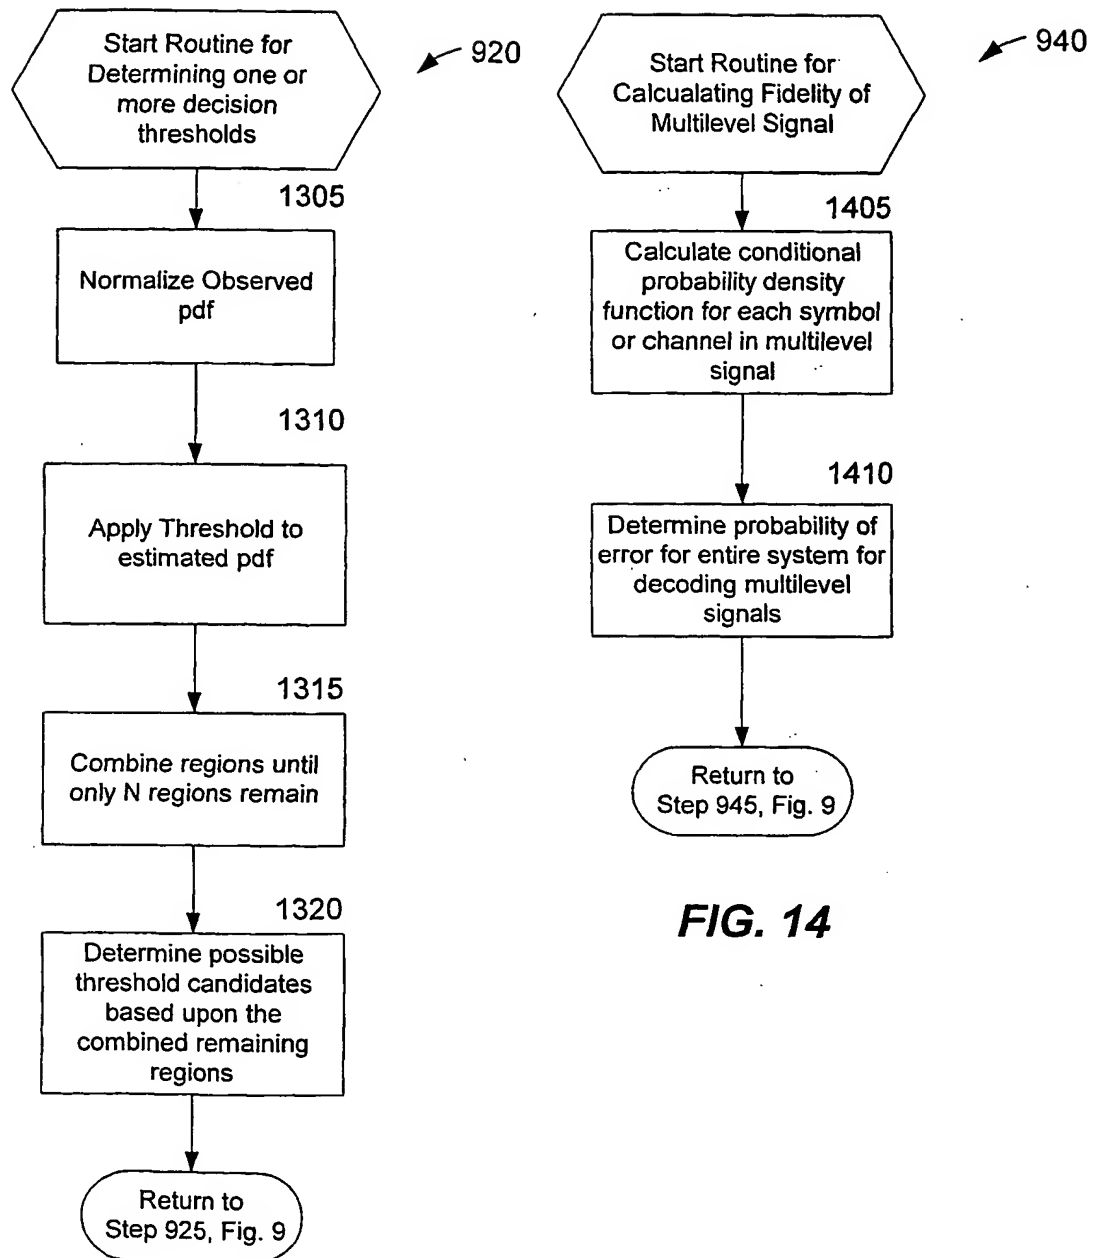 Start Routine for
Determining one or
more decision
thresholds
920
1305
Normalize Observed
pdf
1310
Apply Threshold to
estimated pdf
1315
Combine regions until
only N regions remain
1320
Determine possible
threshold candidates
based upon the
combined remaining
regions
Return to
Step 925, Fig. 9
Start Routine for
Calcualating Fidelity of
Multilevel Signal
940
1405
Calculate conditional
probability density
function for each symbol
or channel in multilevel
signal
1410
Determine probability of
error for entire system for
decoding multilevel
signals
Return to
Step 945, Fig. 9
FIG. 14